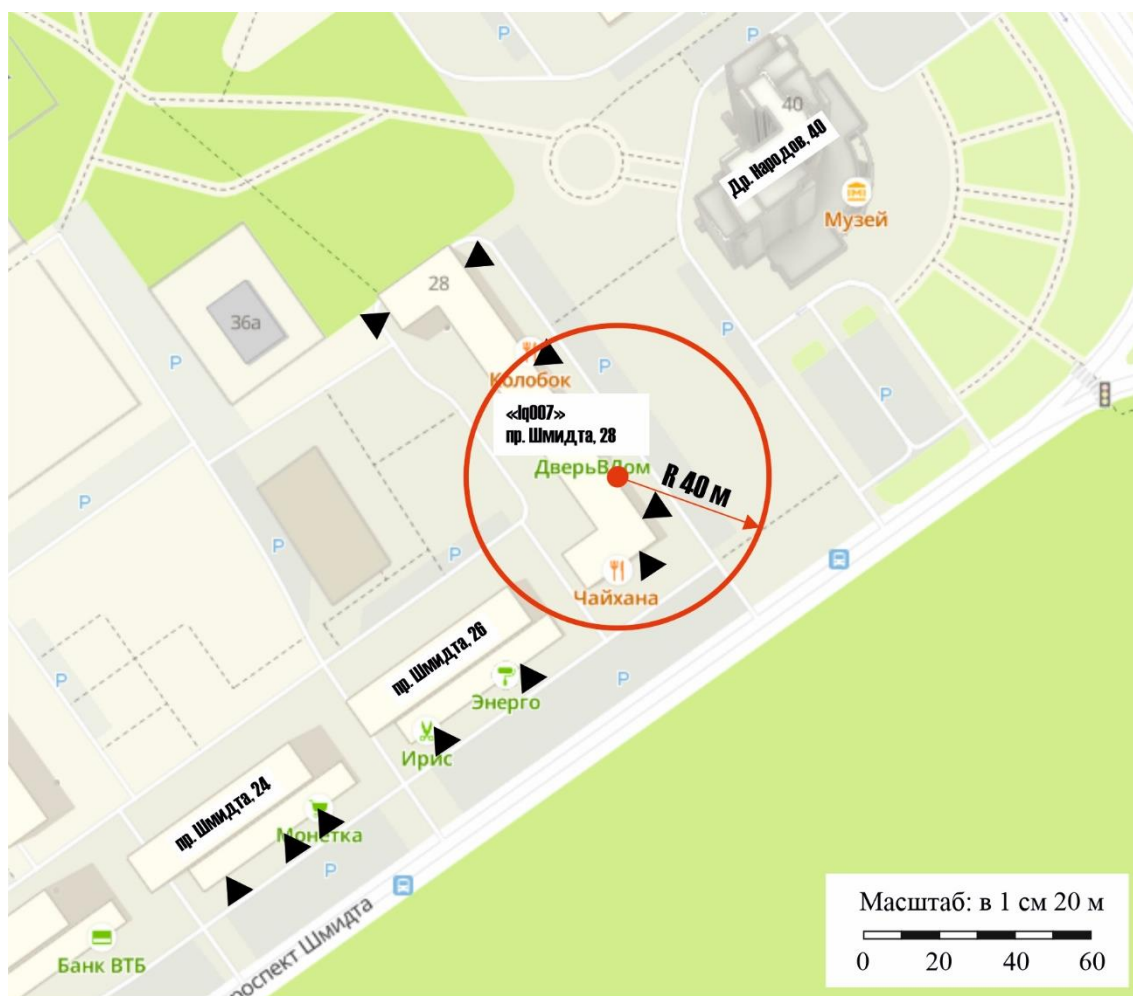 P
P
40
Др. Народов, 40
Музей
28
36а
P
P
P
P
Колобок
«Iq007»
пр. Шмидта, 28
ДверьВДом
R 40 м
P
P
P
Чайхана
пр. Шмидта, 26
P
P
Энерго
Ирис
пр. Шмидта, 24
Монетка
P
Банк ВТБ
роспект Шмидта
Масштаб: в 1 см 20 м
0 20 40 60